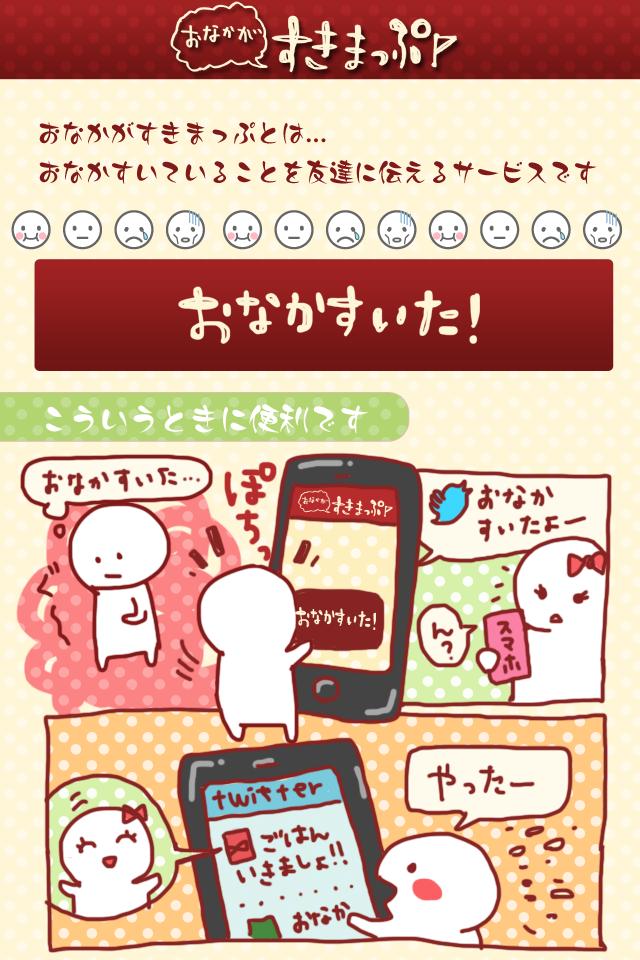 おなかが
すきまっぷ
おなかがすきまっぷとは...
おなかすいていることを友達に伝えるサービスです
おなかすいた!
こういうときに便利です
おなかすいた...
ぽちっ
おなかが
すきまっぷ
おなかすいた!
おなか
すいたよー
ん?
スマホ
twitter
ごはん
いきましょ!!
おなか
やったー